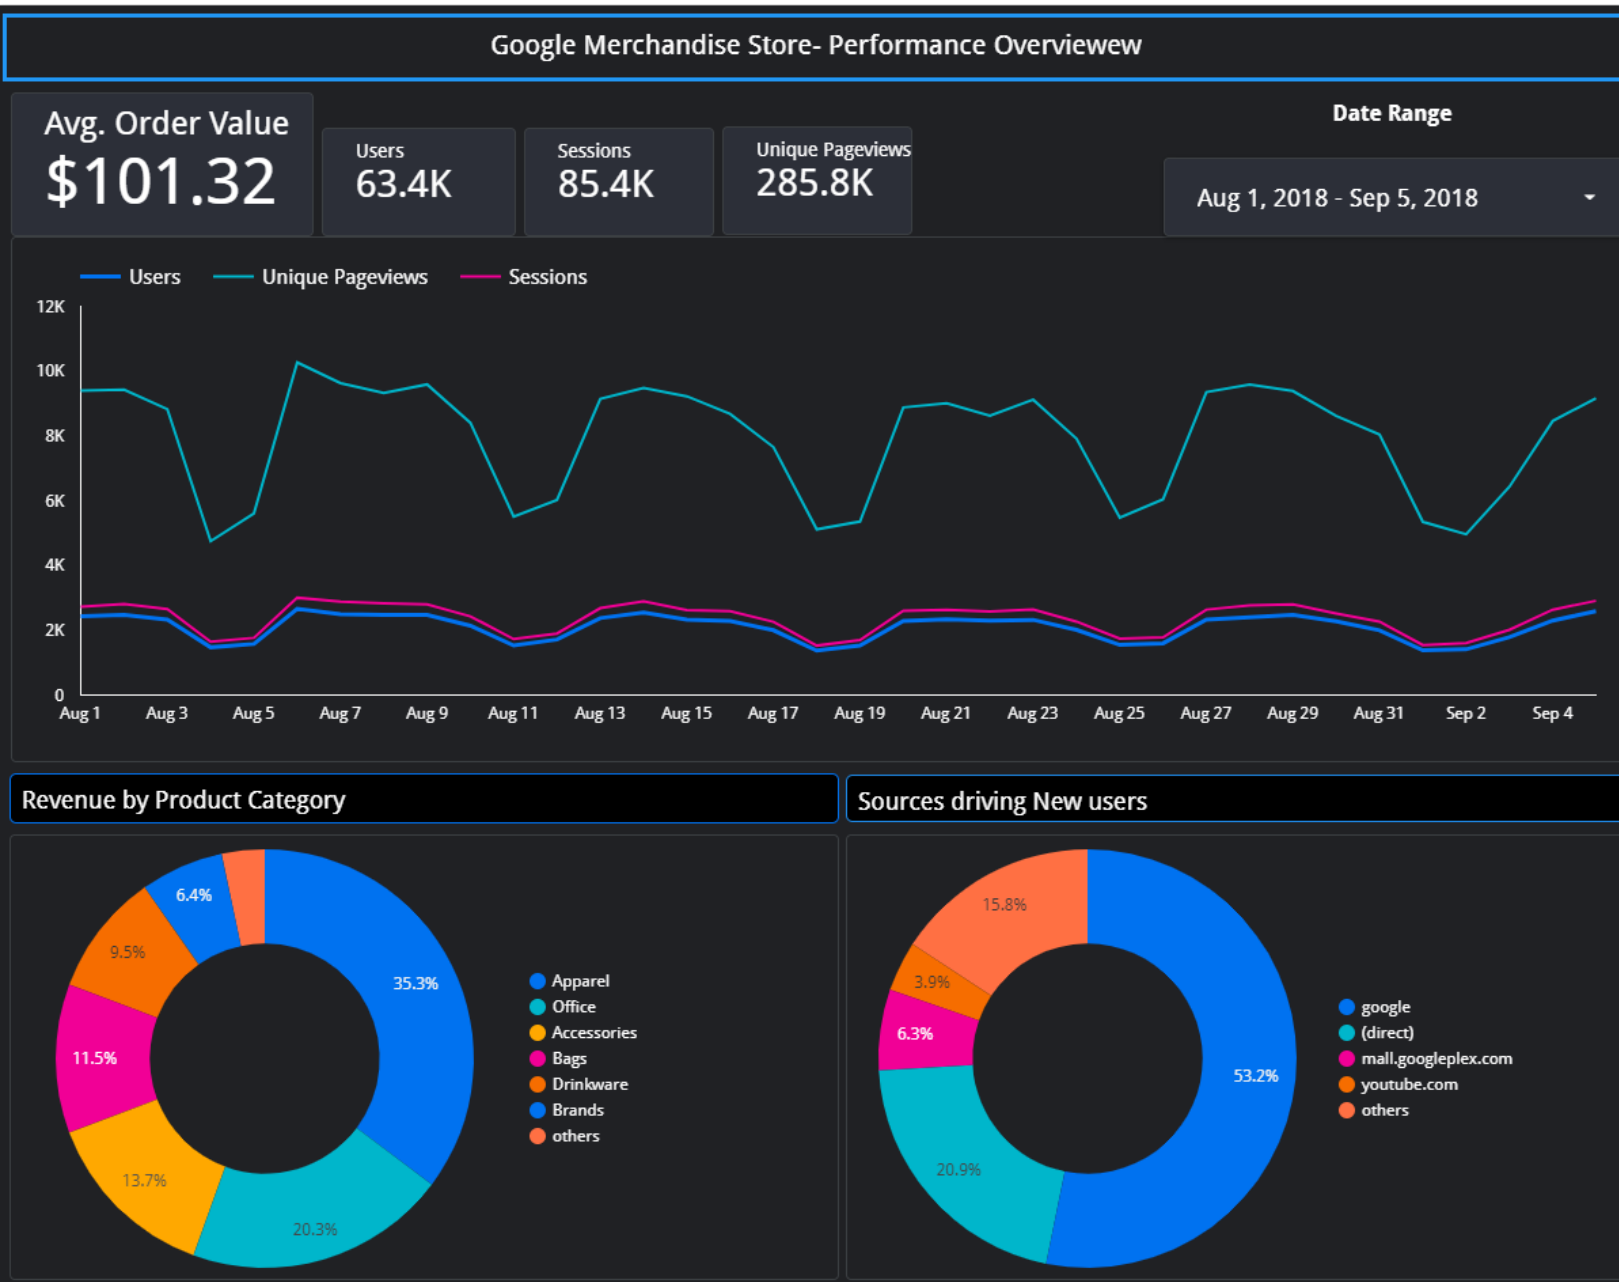 Google Merchandise Store- Performance Overviewew
Avg. Order Value
$101.32
Users
63.4K
Sessions
85.4K
Unique Pageviews
285.8K
Date Range
Aug 1, 2018 - Sep 5, 2018
Users Unique Pageviews Sessions
12K
10K
8K
6K
4K
2K
0
Aug 1 Aug 3 Aug 5 Aug 7 Aug 9 Aug 11 Aug 13 Aug 15 Aug 17 Aug 19 Aug 21 Aug 23 Aug 25 Aug 27 Aug 29 Aug 31 Sep 2 Sep 4
Revenue by Product Category
35.3%
20.3%
13.7%
11.5%
9.5%
6.4%
Apparel
Office
Accessories
Bags
Drinkware
Brands
others
Sources driving New users
53.2%
20.9%
6.3%
3.9%
15.8%
google
(direct)
mall.googleplex.com
youtube.com
others